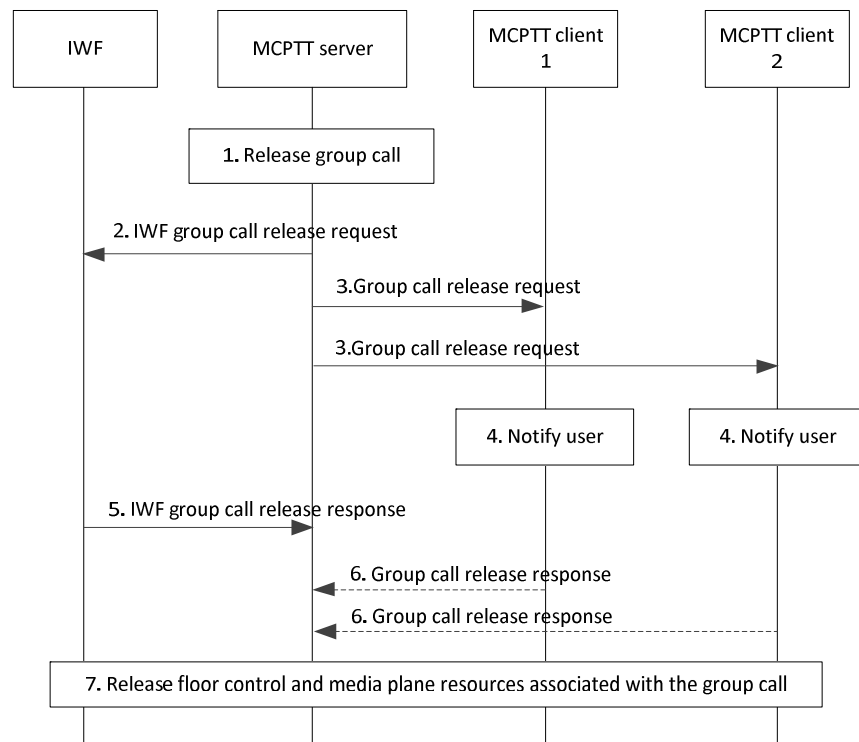 IWF
MCPTT server
MCPTT client
1
MCPTT client
2
1. Release group call
2. IWF group call release request
3.Group call release request
3.Group call release request
4. Notify user
4. Notify user
5. IWF group call release response
6. Group call release response
6. Group call release response
7. Release floor control and media plane resources associated with the group call